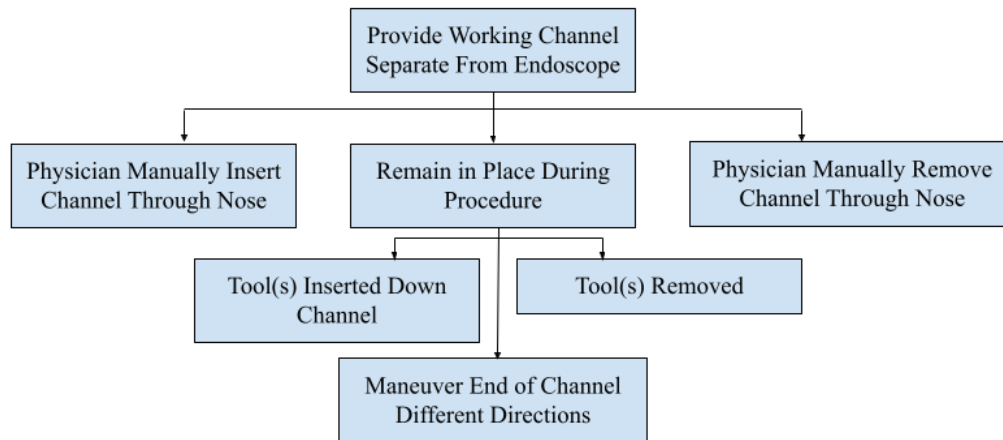 Provide Working Channel
Separate From Endoscope
Physician Manually Insert
Channel Through Nose
Remain in Place During
Procedure
Physician Manually Remove
Channel Through Nose
Tool(s) Inserted Down
Channel
Tool(s) Removed
Maneuver End of Channel
Different Directions